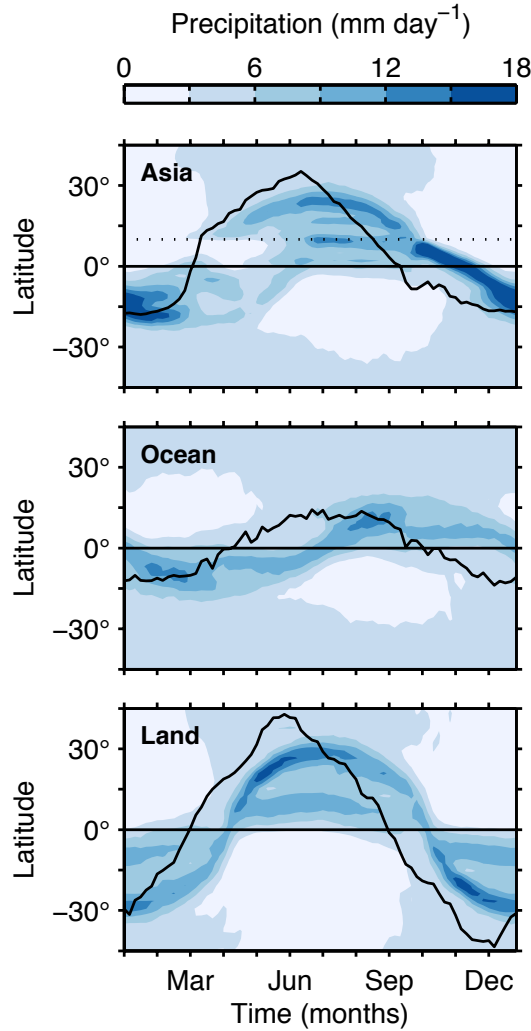 Precipitation (mm day⁻¹)
0 6 12 18
Asia
30°
0°
−30°
Latitude
Ocean
30°
0°
−30°
Latitude
Land
30°
0°
−30°
Latitude
Mar Jun Sep Dec
Time (months)